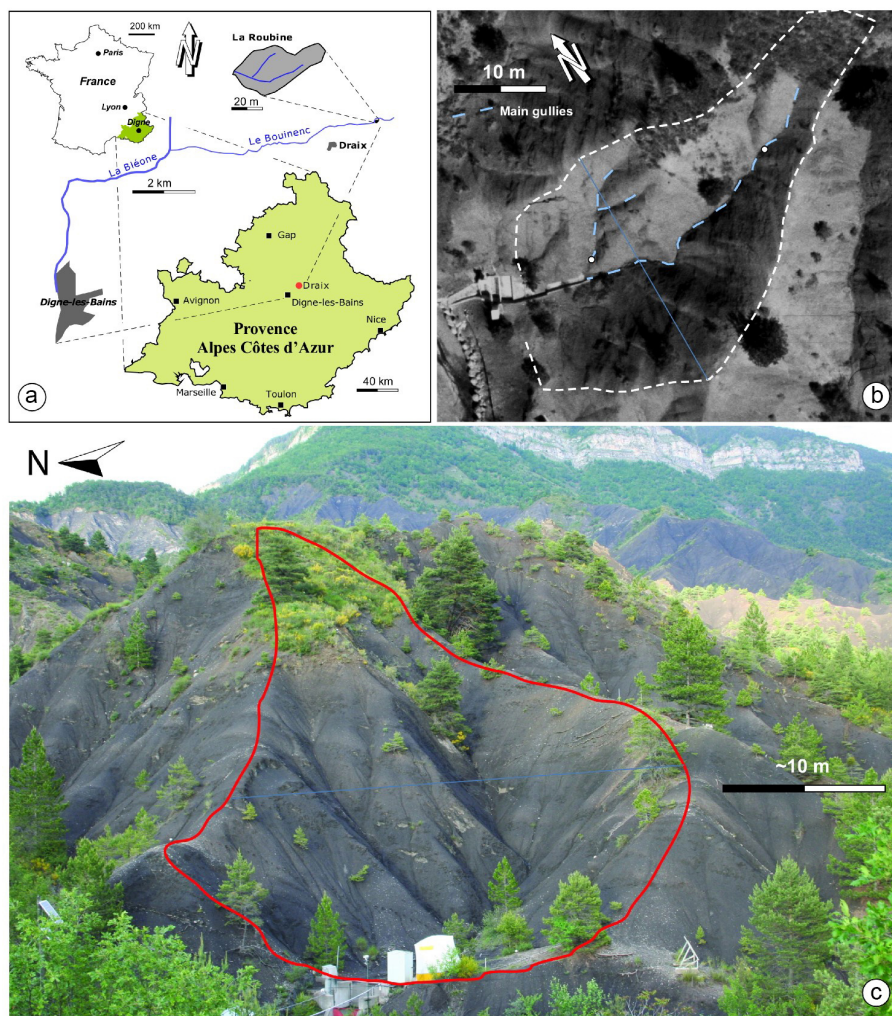 200 km
N
La Roubine
Paris
France
Lyon
Digne
20 m
Le Bouinenc
Draix
La Bléone
2 km
Gap
Draix
Digne-les-Bains
Avignon
Digne-les-Bains
Nice
Provence
Alpes Côtes d'Azur
40 km
Marseille
Toulon
a
N
10 m
Main gullies
b
N
~10 m
c